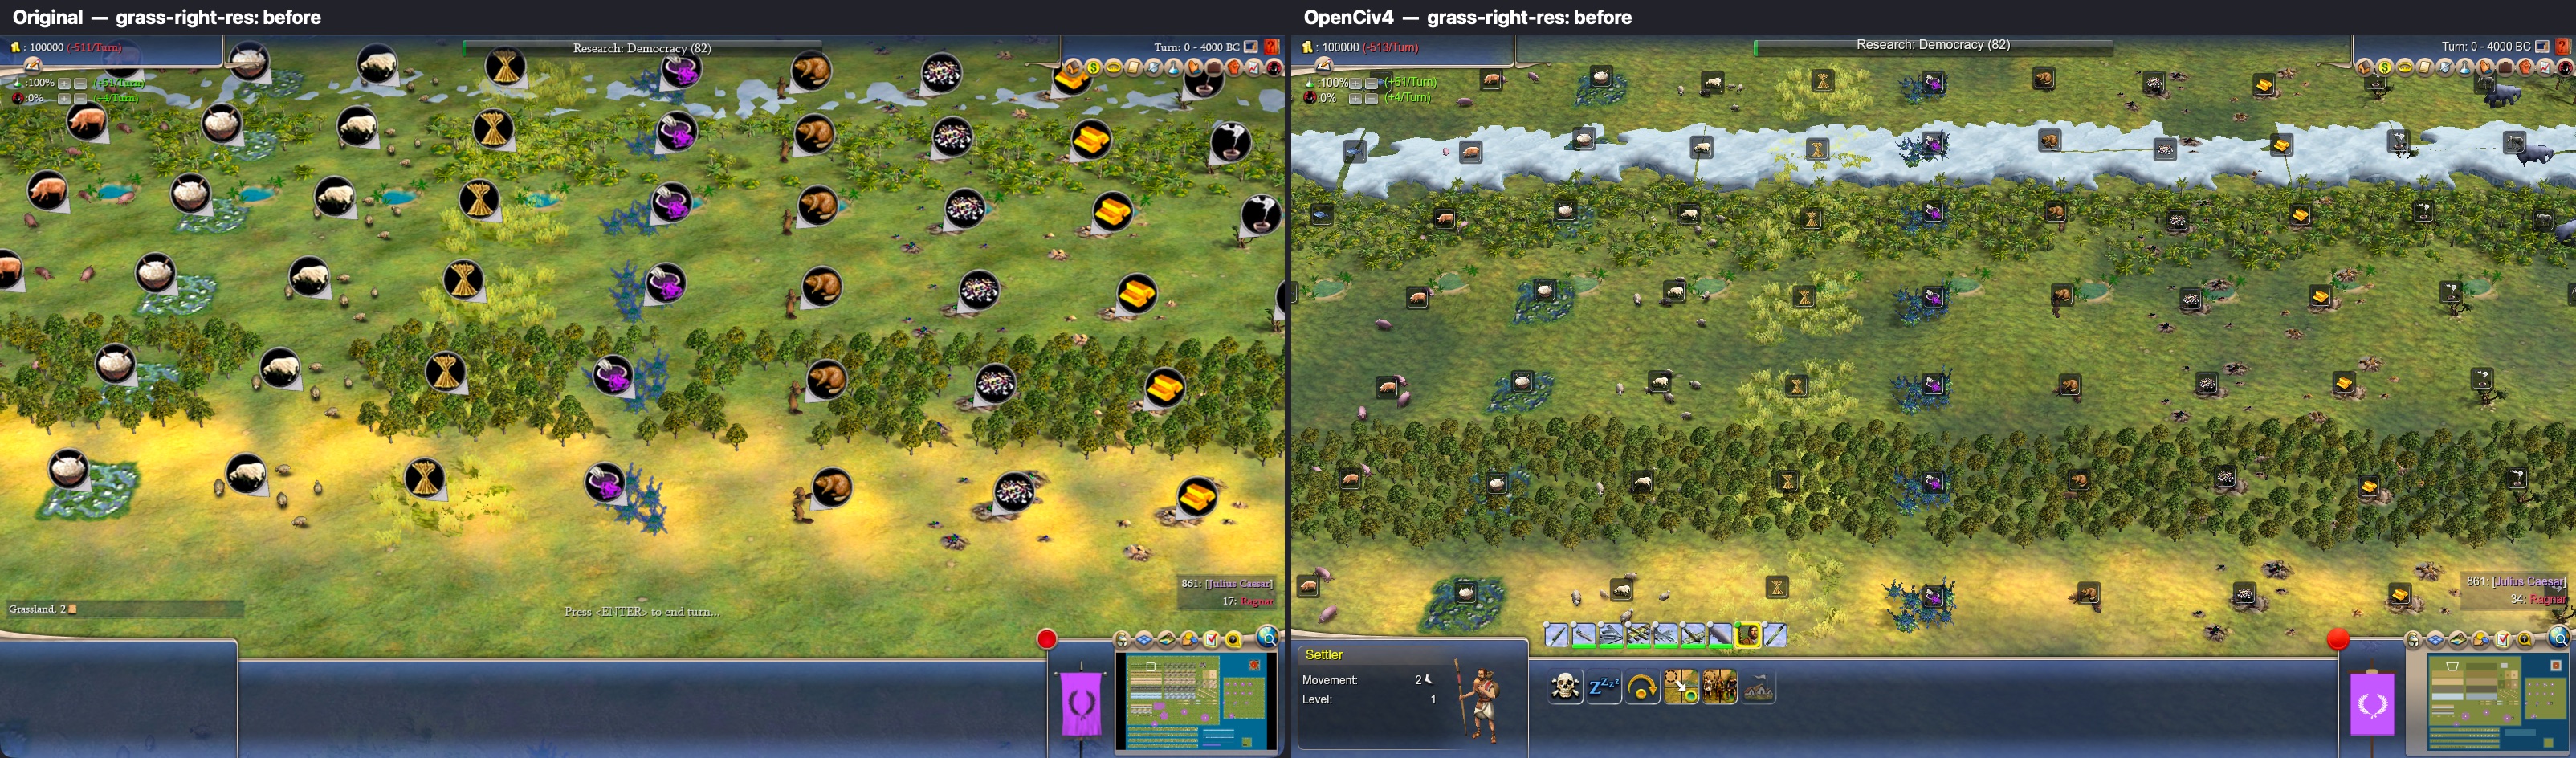 Original — grass-right-res: before
: 100000 (-511/Turn)
Research: Democracy (82)
Turn: 0 - 4000 BC
:100% (+51/Turn)
:0% (+4/Turn)
861: [Julius Caesar]
17: Ragnar
Grassland, 2
Press <ENTER> to end turn...
OpenCiv4 — grass-right-res: before
: 100000 (-513/Turn)
Research: Democracy (82)
Turn: 0 - 4000 BC
:100% (+51/Turn)
:0% (+4/Turn)
861: [Julius Caesar]
34: Ragnar
Settler
Movement: 2
Level: 1
ZZZZZ